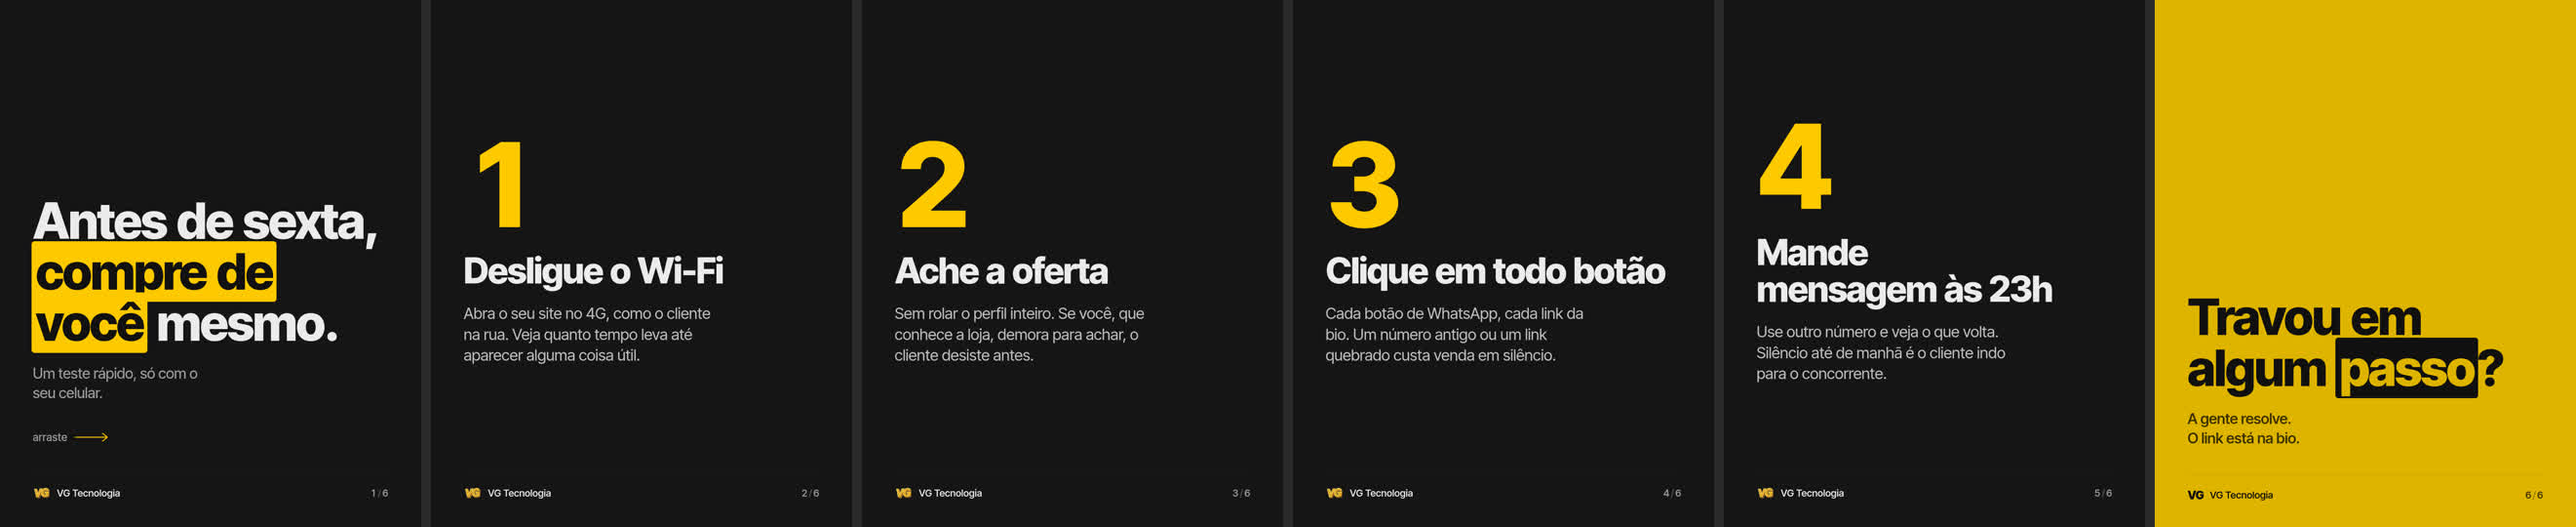 Antes de sexta,
compre de
você mesmo.
Um teste rápido, só com o
seu celular.
arraste
VG VG Tecnologia
1/6
1
Desligue o Wi-Fi
Abra o seu site no 4G, como o cliente
na rua. Veja quanto tempo leva até
aparecer alguma coisa útil.
VG VG Tecnologia
2/6
2
Ache a oferta
Sem rolar o perfil inteiro. Se você, que
conhece a loja, demora para achar, o
cliente desiste antes.
VG VG Tecnologia
3/6
3
Clique em todo botão
Cada botão de WhatsApp, cada link da
bio. Um número antigo ou um link
quebrado custa venda em silêncio.
VG VG Tecnologia
4/6
4
Mande
mensagem às 23h
Use outro número e veja o que volta.
Silêncio até de manhã é o cliente indo
para o concorrente.
VG VG Tecnologia
5/6
Travou em
algum passo?
A gente resolve.
O link está na bio.
VG VG Tecnologia
6/6